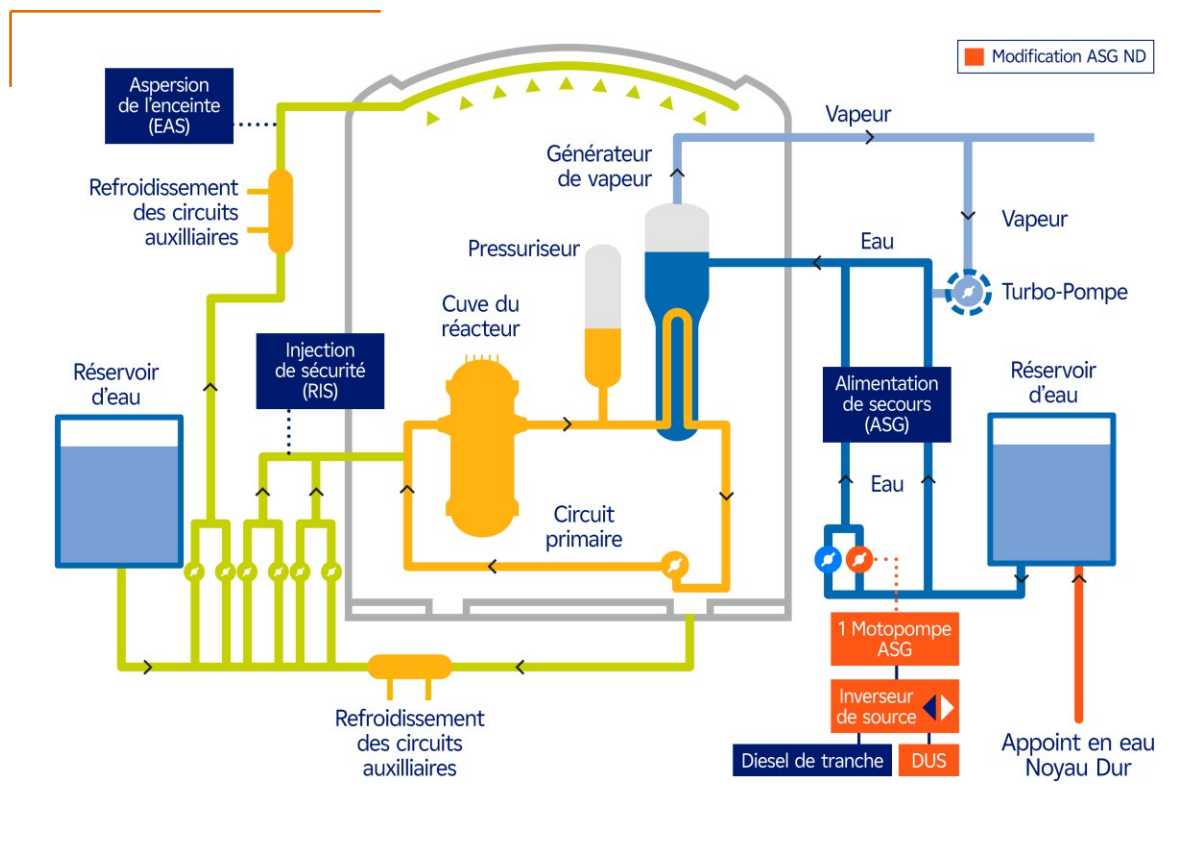 Modification ASG ND
Aspersion
de l'enceinte
(EAS)
Vapeur
Générateur
de vapeur
Refroidissement
des circuits
auxilliaires
Vapeur
Eau
Pressuriseur
Turbo-Pompe
Cuve du
réacteur
Injection
de sécurité
(RIS)
Réservoir
d'eau
Alimentation
de secours
(ASG)
Réservoir
d'eau
Eau
Circuit
primaire
1 Motopompe
ASG
Inverseur
de source
Refroidissement
des circuits
auxilliaires
Diesel de tranche
DUS
Appoint en eau
Noyau Dur